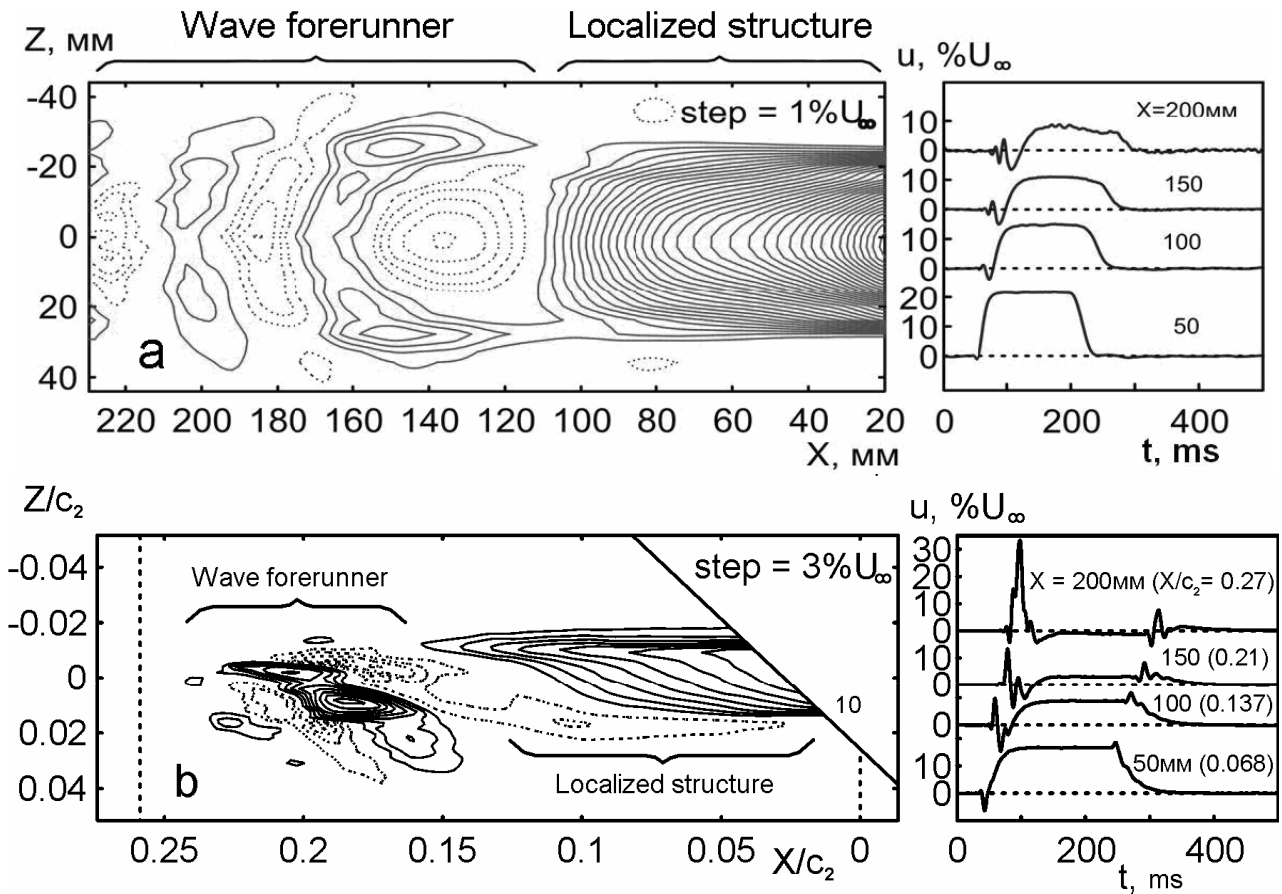 Wave forerunner Localized structure
Z, мм
u, %U∞
-40
-20
0
20
40
step = 1%U∞
a
220 200 180 160 140 120 100 80 60 40 20
X, мм
10
0
10
0
10
0
20
10
0
X=200мм
150
100
50
0 200 400
t, ms
Z/c₂
u, %U∞
-0.04
-0.02
0
0.02
0.04
Wave forerunner
step = 3%U∞
10
b
Localized structure
0.25 0.2 0.15 0.1 0.05 0
X/c₂
30
20
10
0
10
0
10
0
10
0
X = 200мм (X/c₂= 0.27)
150 (0.21)
100 (0.137)
50мм (0.068)
0 200 400
t, ms